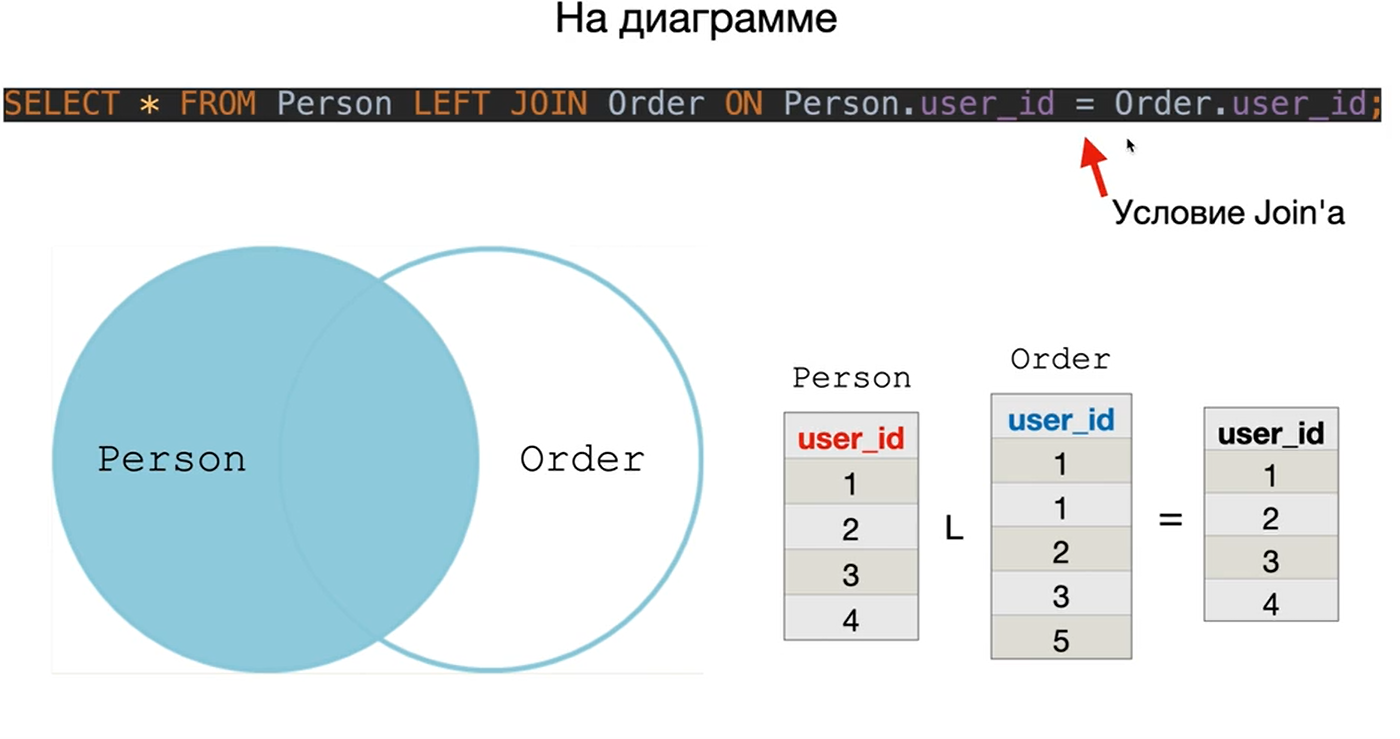 На диаграмме
SELECT * FROM Person LEFT JOIN Order ON Person.user_id = Order.user_id;
Условие Join'а
Person
Order
Person
user_id
1
2
3
4
L
Order
user_id
1
1
2
3
5
=
user_id
1
2
3
4